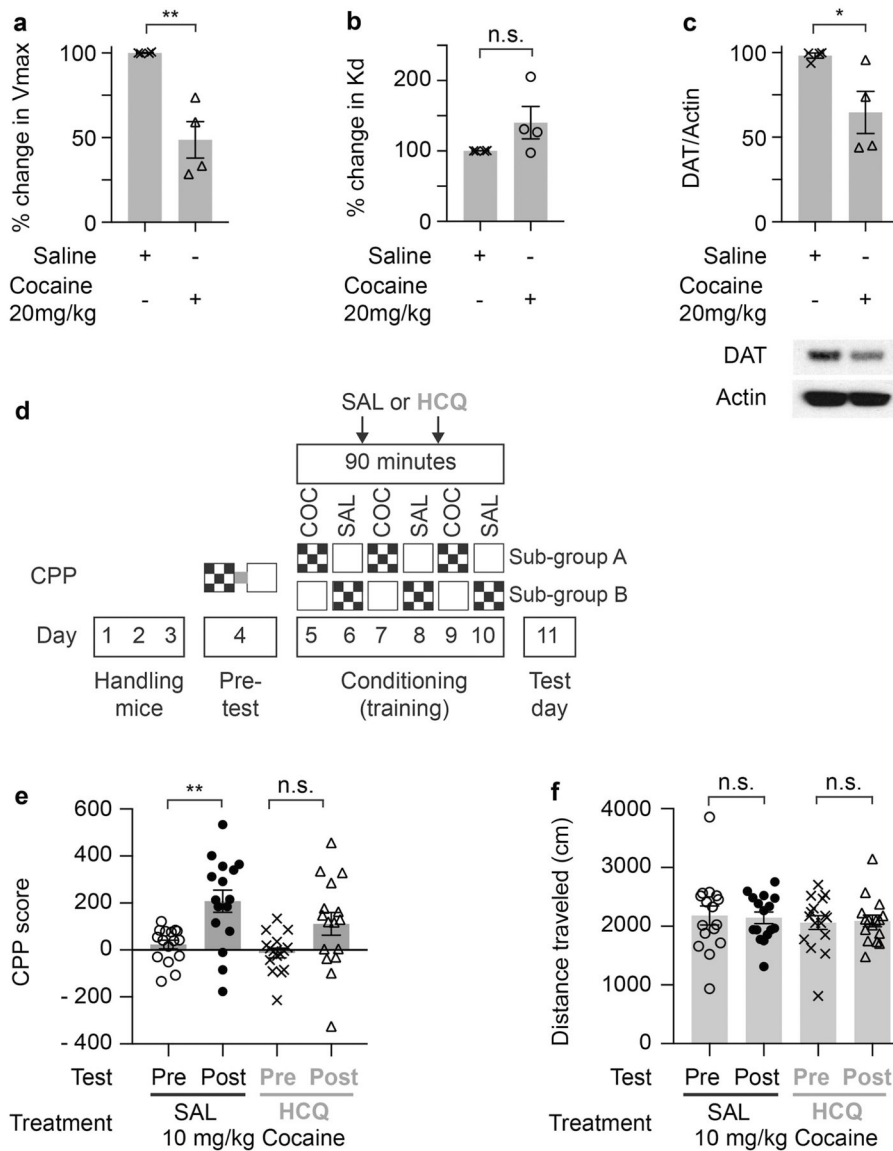 a
**
% change in Vmax
100
50
0
Saline + -
Cocaine
20mg/kg - +
b
n.s.
% change in Kd
200
150
100
50
0
Saline + -
Cocaine
20mg/kg - +
c
*
DAT/Actin
100
50
0
Saline + -
Cocaine
20mg/kg - +
DAT
Actin
d
SAL or HCQ
90 minutes
COC SAL COC SAL COC SAL
Sub-group A
CPP
Sub-group B
Day 1 2 3 4 5 6 7 8 9 10 11
Handling Pre- Conditioning Test
mice test (training) day
e
** n.s.
CPP score
600
400
200
0
- 200
- 400
Test Pre Post Pre Post
Treatment SAL HCQ
10 mg/kg Cocaine
f
n.s. n.s.
Distance traveled (cm)
4000
3000
2000
1000
0
Test Pre Post Pre Post
Treatment SAL HCQ
10 mg/kg Cocaine